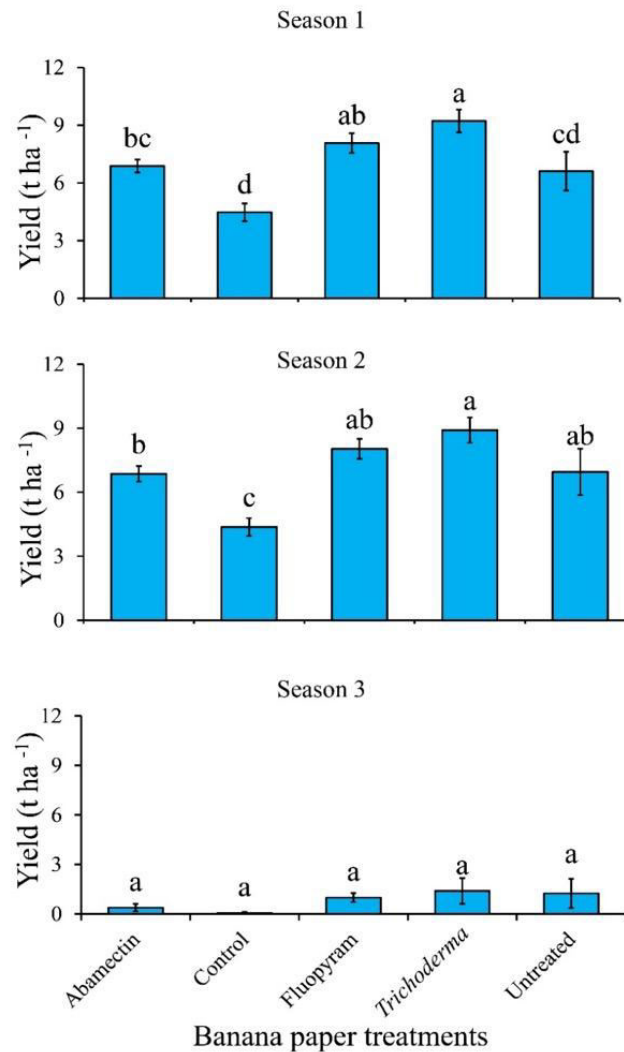 Season 1
12
9
6
3
0
Yield (t ha -1)
bc
d
ab
a
cd
Season 2
12
9
6
3
0
Yield (t ha -1)
b
c
ab
a
ab
Season 3
12
9
6
3
0
Yield (t ha -1)
a
a
a
a
a
Abamectin
Control
Fluopyram
Trichoderma
Untreated
Banana paper treatments